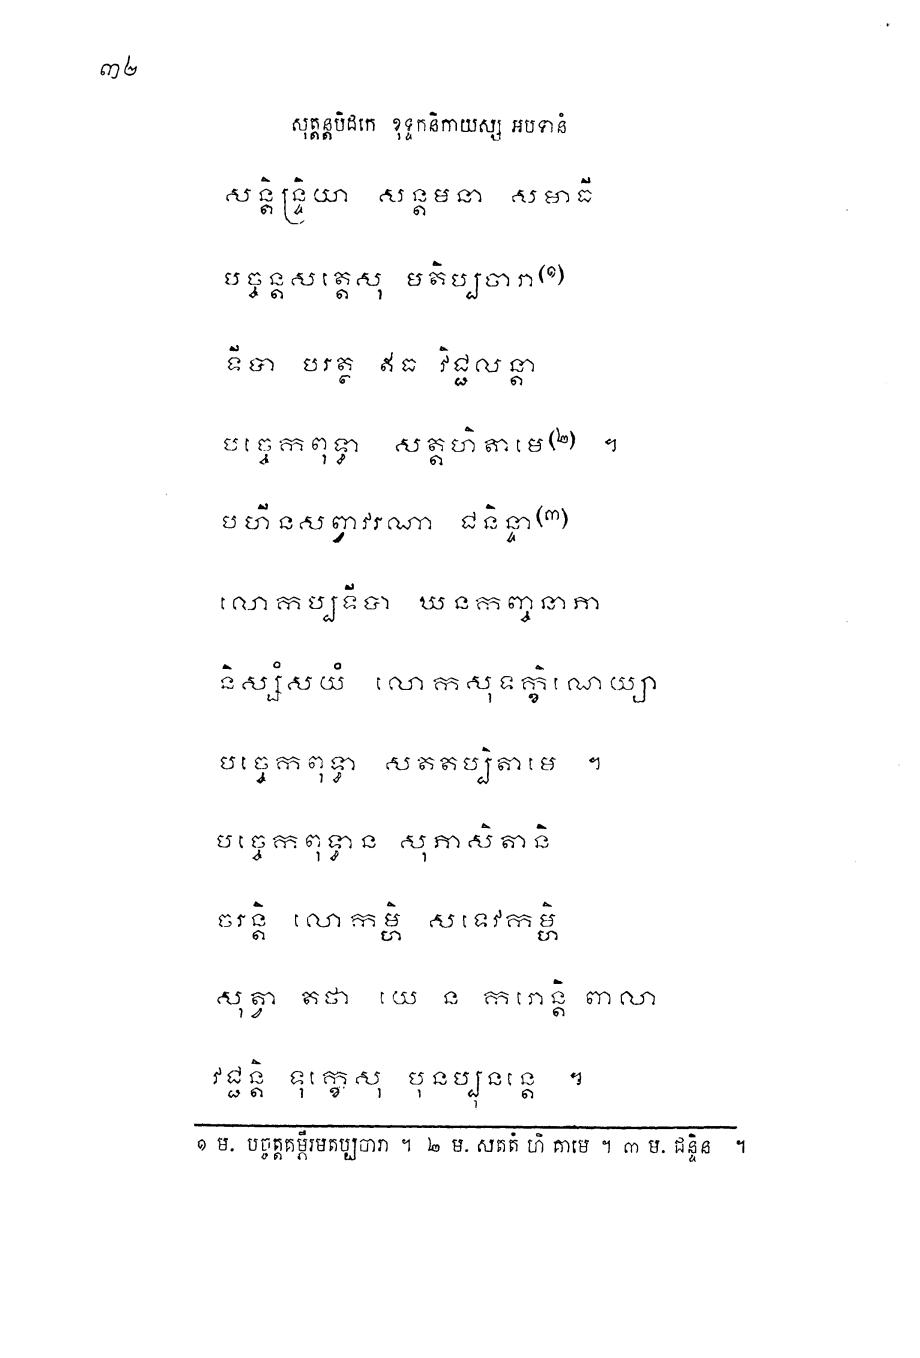 ៣២
សុត្តន្តបិដកេ ខុទ្ទកនិកាយស្ស អបទានំ
សន្តិន្ទ្រិយា សន្តមនា សមាធី
បច្ចន្តសត្តេសុ មតិប្បចារា(១)
ទីបា បរត្ថ ឥធ វិជ្ជលន្តា
បច្ចេកពុទ្ធា សត្តហិតាមេ(២) ។
បហីនសព្វាវរណា ជនិន្ទា(៣)
លោកប្បទីបា ឃនកញ្ចនាភា
និស្សំសយំ លោកសុទក្ខិណេយ្យា
បច្ចេកពុទ្ធា សតតប្បិតាមេ ។
បច្ចេកពុទ្ធាន សុភាសិតានិ
ចរន្តិ លោកម្ហិ សទេវកម្ហិ
សុត្វា តថា យេ ន ករោន្តិ ពាលា
វជ្ជន្តិ ទុក្ខេសុ បុនប្បុនន្តេ ។
១ ម. បច្ចត្តគម្ភីរមតប្បចារា ។ ២ ម. សតតំ ហិ តាមេ ។ ៣ ម. ជន្ទិន ។